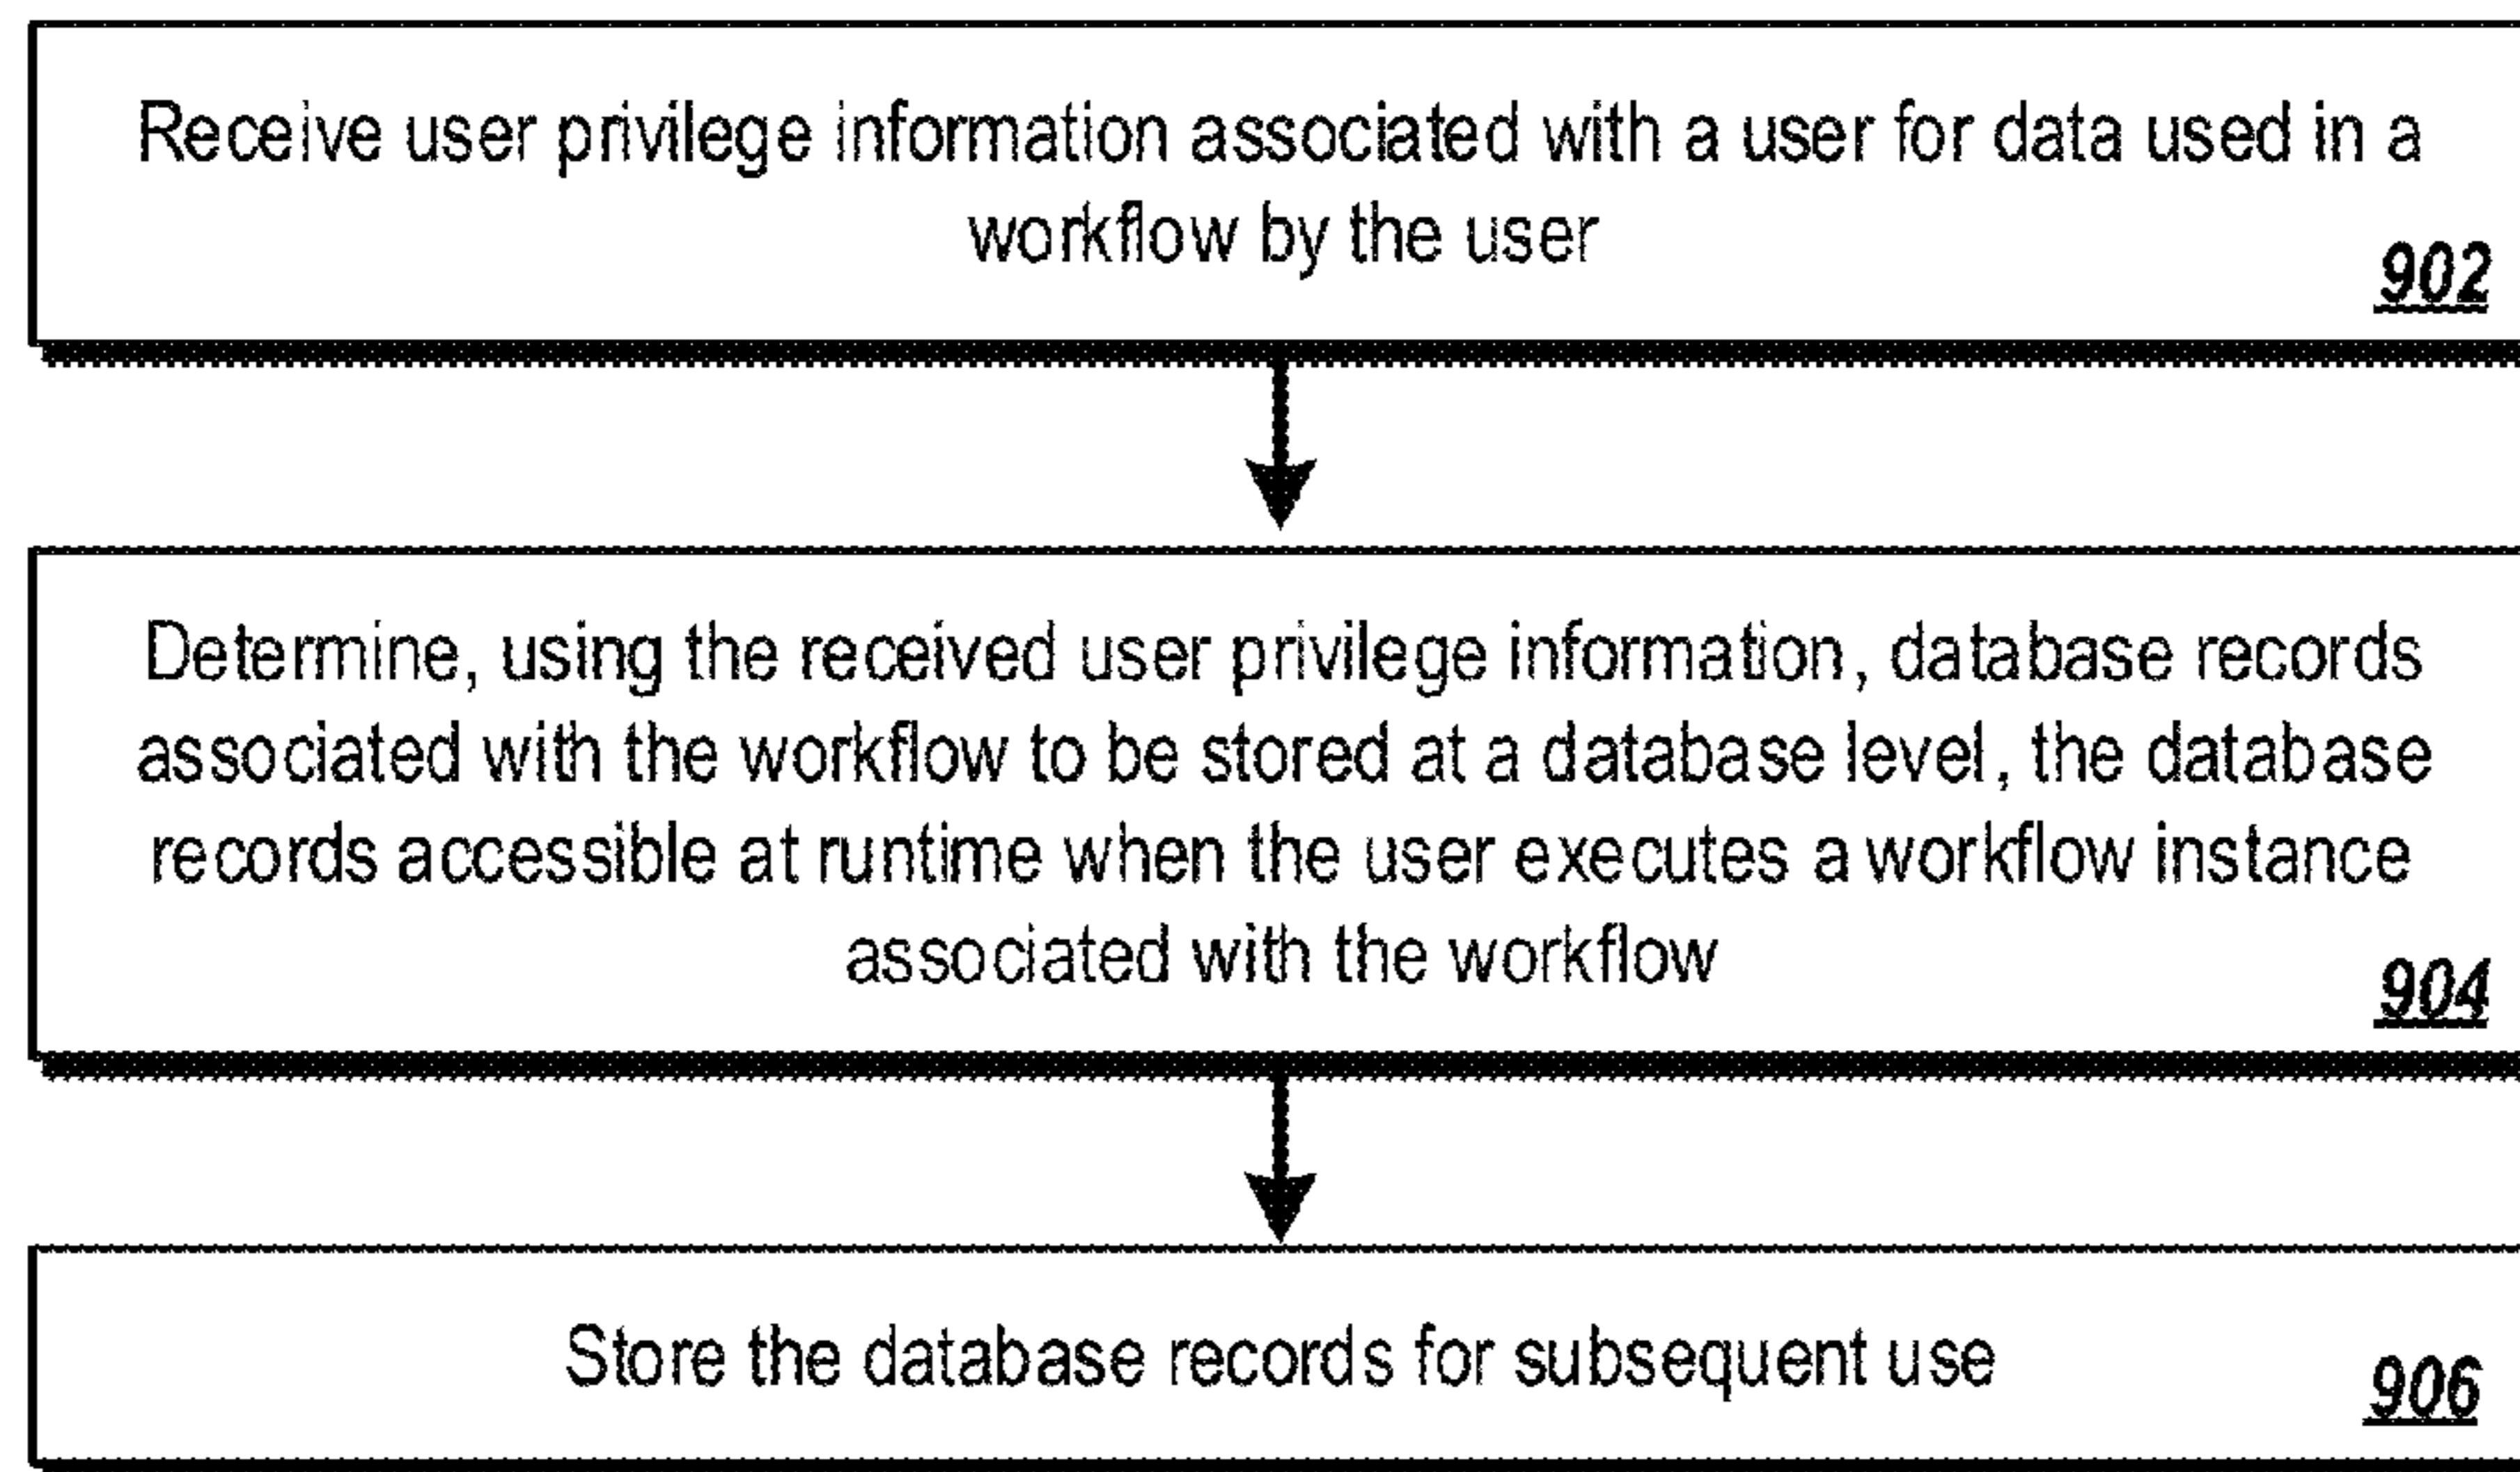 Receive user privilege information associated with a user for data used in a
workflow by the user
902
Determine, using the received user privilege information, database records
associated with the workflow to be stored at a database level, the database
records accessible at runtime when the user executes a workflow instance
associated with the workflow
904
Store the database records for subsequent use
906